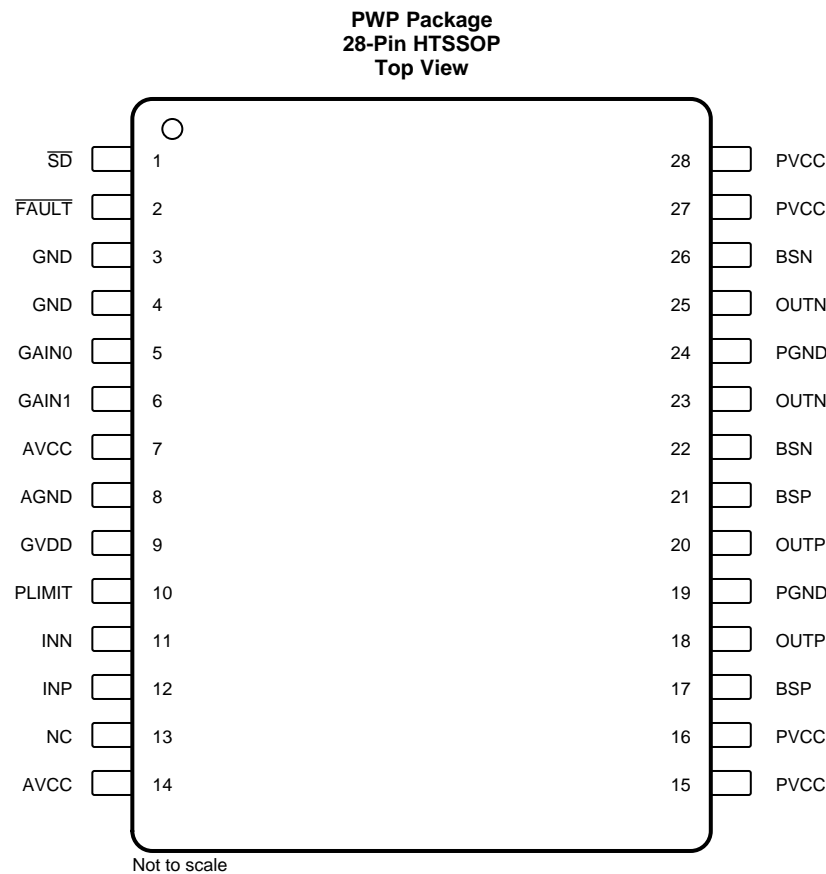 PWP Package
28-Pin HTSSOP
Top View
SD 1 28 PVCC
FAULT 2 27 PVCC
GND 3 26 BSN
GND 4 25 OUTN
GAIN0 5 24 PGND
GAIN1 6 23 OUTN
AVCC 7 22 BSN
AGND 8 21 BSP
GVDD 9 20 OUTP
PLIMIT 10 19 PGND
INN 11 18 OUTP
INP 12 17 BSP
NC 13 16 PVCC
AVCC 14 15 PVCC
Not to scale